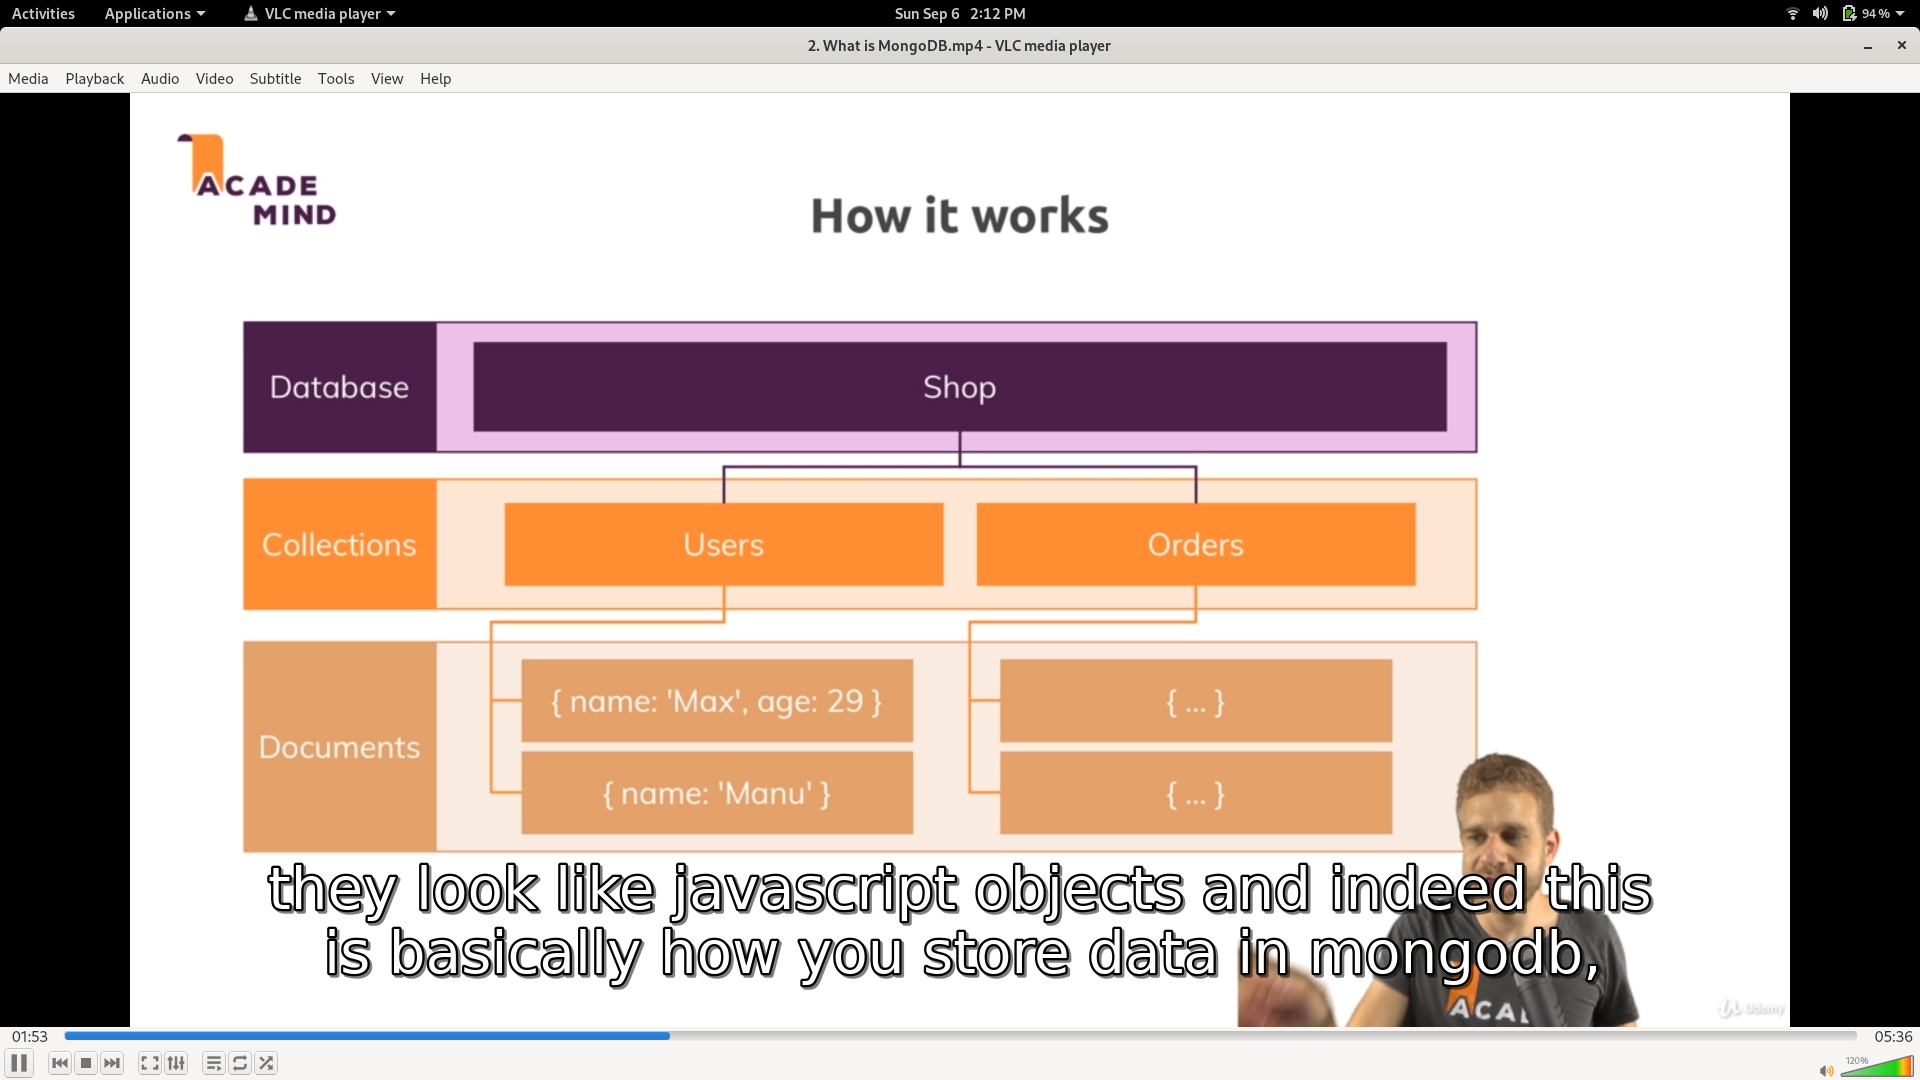 Activities Applications VLC media player Sun Sep 6 2:12 PM 94 %
2. What is MongoDB.mp4 - VLC media player
Media Playback Audio Video Subtitle Tools View Help
ACADE
MIND
How it works
Database Shop
Collections Users Orders
Documents
{ name: 'Max', age: 29 } { ... }
{ name: 'Manu' } { ... }
they look like javascript objects and indeed this
is basically how you store data in mongodb,
ACA
Udemy
01:53 05:36
120%